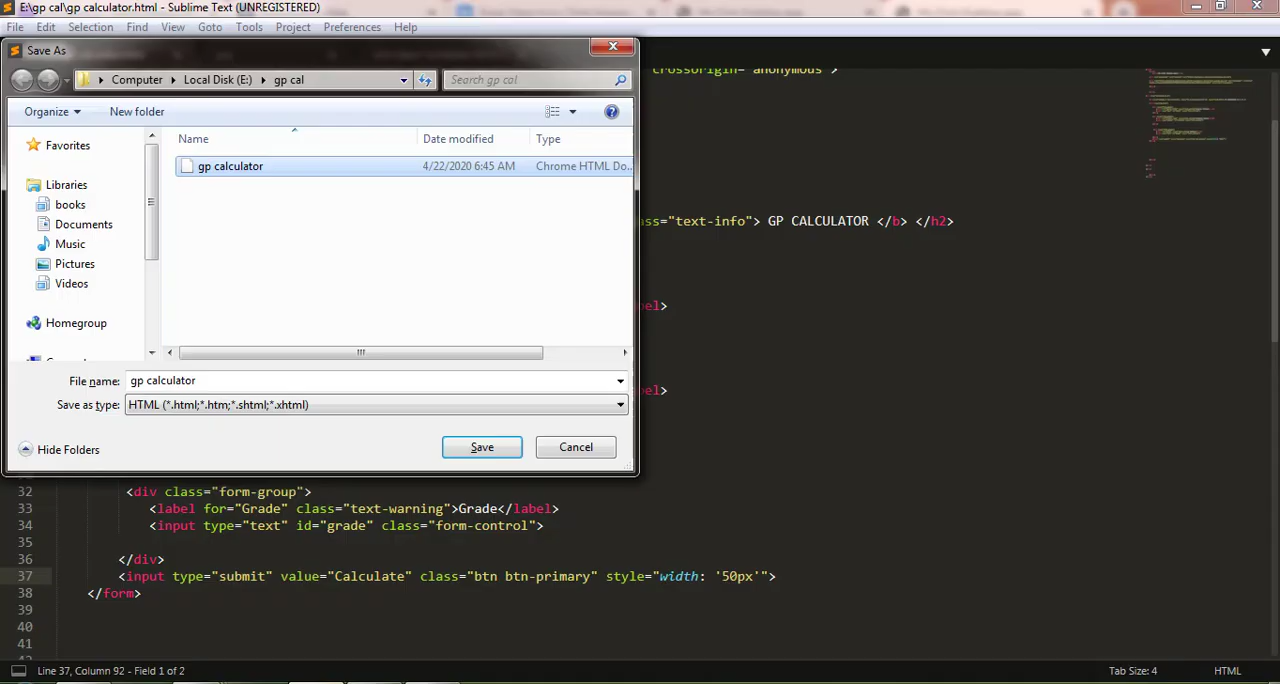 E:\gp cal\gp calculator.html - Sublime Text (UNREGISTERED)
File Edit Selection Find View Goto Tools Project Preferences Help
Save As
Computer Local Disk (E:) gp cal
Search gp cal
Organize New folder
Name Date modified Type
gp calculator 4/22/2020 6:45 AM Chrome HTML Do...
Favorites
Libraries
books
Documents
Music
Pictures
Videos
Homegroup
File name: gp calculator
Save as type: HTML (*.html;*.htm;*.shtml;*.xhtml)
Hide Folders Save Cancel
crossorigin="anonymous">
ss="text-info"> GP CALCULATOR </b> </h2>
el>
el>
32 <div class="form-group">
33 <label for="Grade" class="text-warning">Grade</label>
34 <input type="text" id="grade" class="form-control">
35
36 </div>
37 <input type="submit" value="Calculate" class="btn btn-primary" style="width: '50px'">
38 </form>
39
40
41
Line 37, Column 92 - Field 1 of 2 Tab Size: 4 HTML